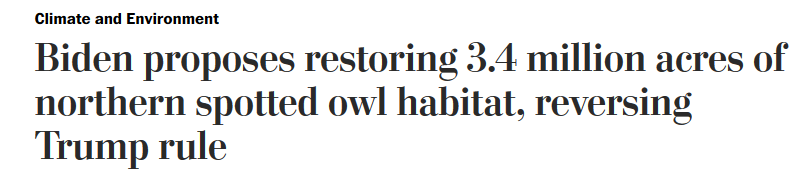 Climate and Environment
Biden proposes restoring 3.4 million acres of
northern spotted owl habitat, reversing
Trump rule